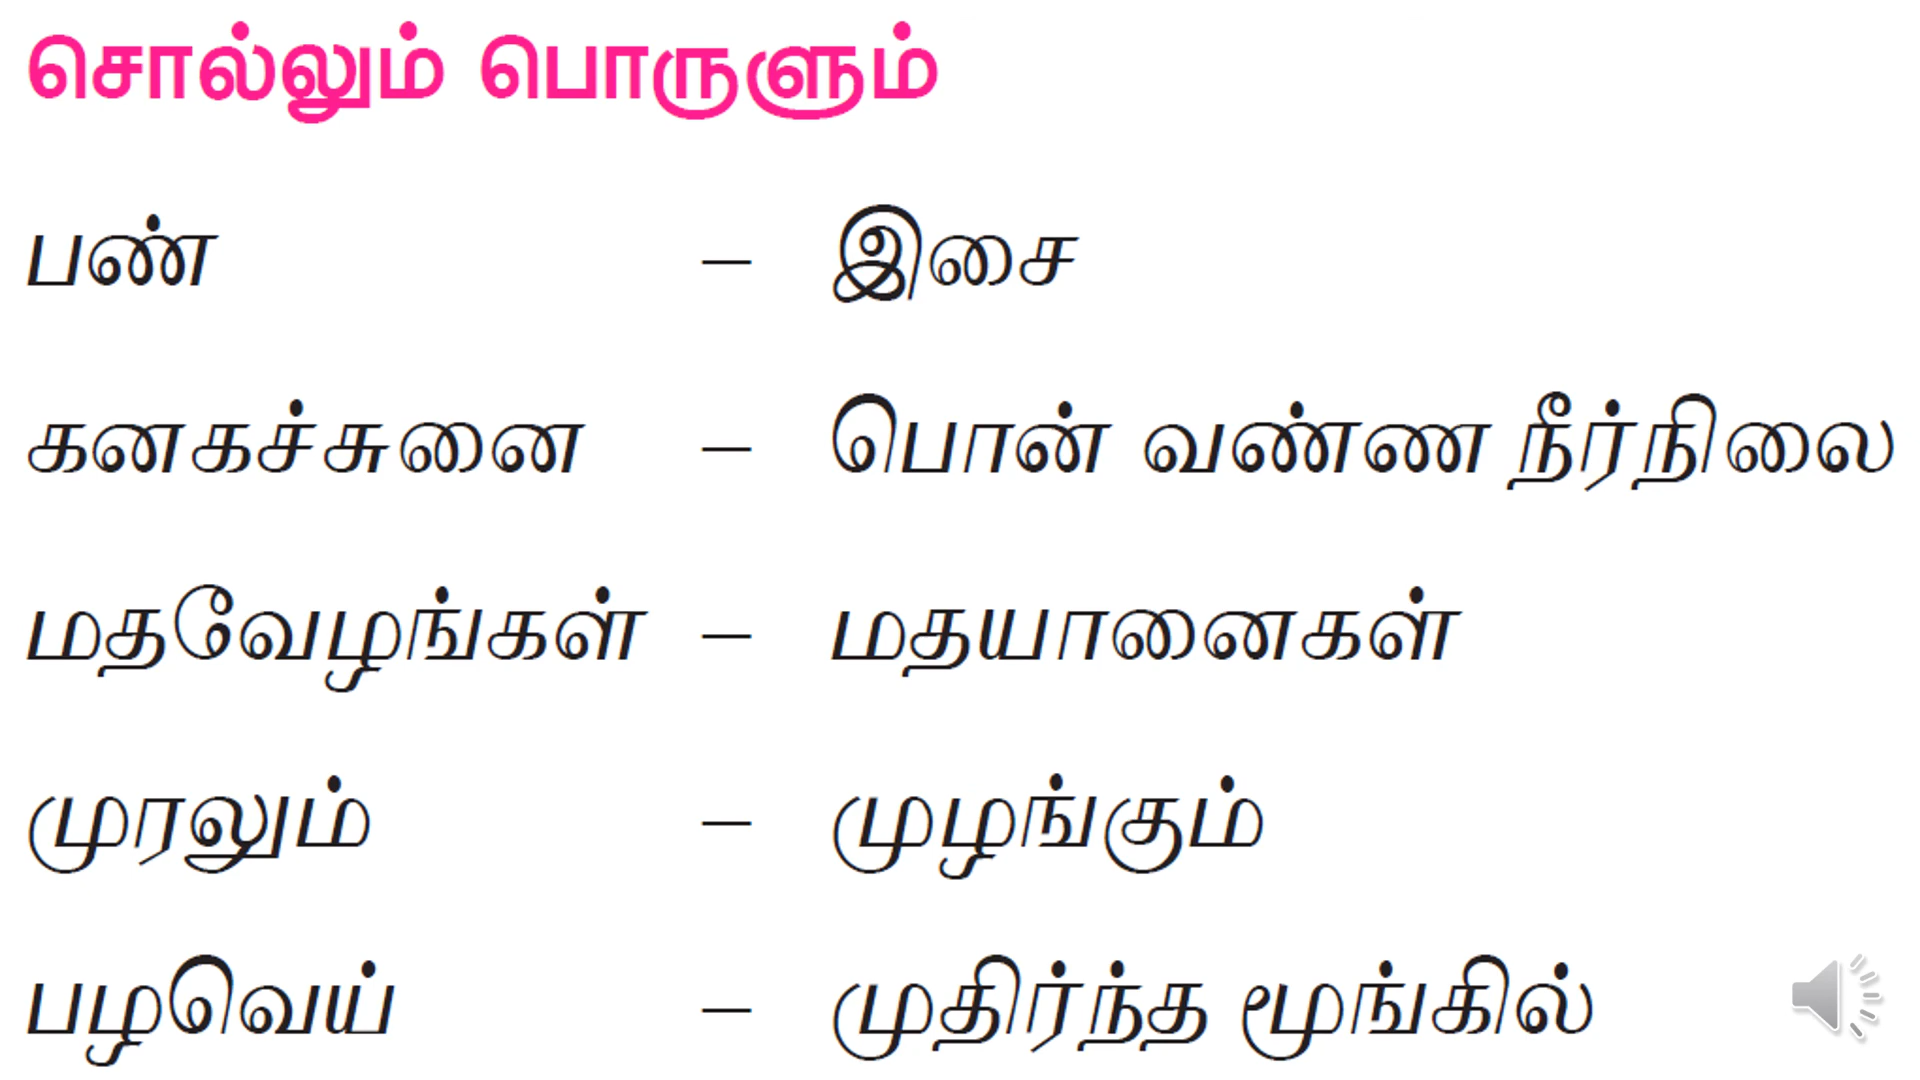 சொல்லும் பொருளும்
பண் – இசை
கனகச்சுனை – பொன் வண்ண நீர்நிலை
மதவேழங்கள் – மதயானைகள்
முரலும் – முழங்கும்
பழவெய் – முதிர்ந்த மூங்கில்